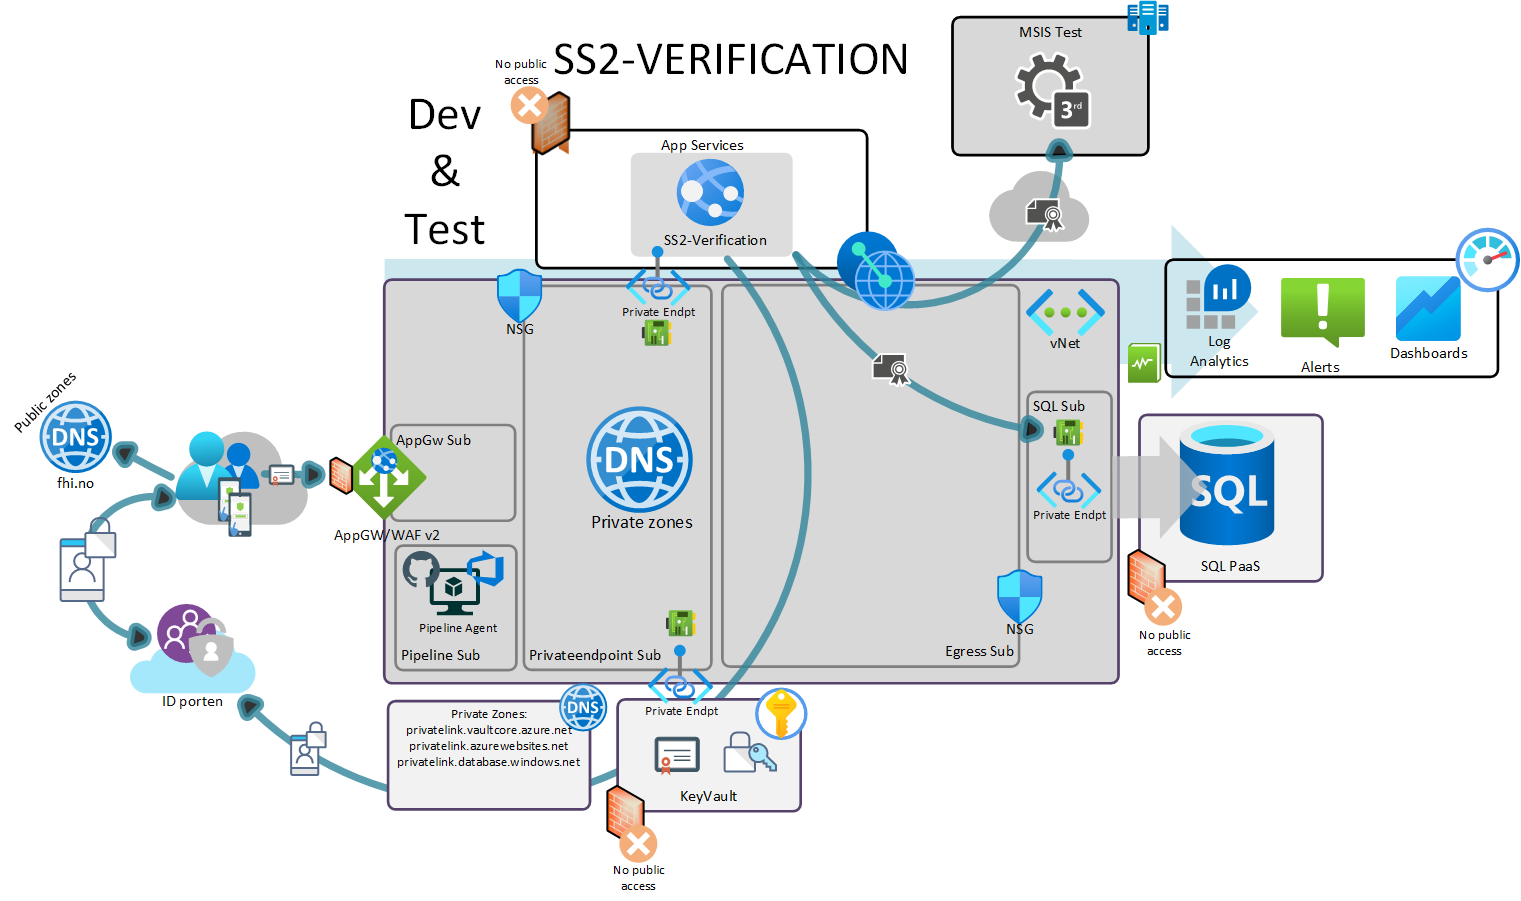 SS2-VERIFICATION
Dev
&
Test
No public
access
App Services
SS2-Verification
MSIS Test
3rd
Private Endpt
NSG
vNet
Log
Analytics
Alerts
Dashboards
Public zones
DNS
fhi.no
AppGw Sub
AppGW/WAF v2
DNS
Private zones
SQL Sub
Private Endpt
SQL
SQL PaaS
No public
access
Pipeline Agent
Pipeline Sub
Privateendpoint Sub
NSG
Egress Sub
ID porten
Private Zones:
privatelink.vaultcore.azure.net
privatelink.azurewebsites.net
privatelink.database.windows.net
DNS
Private Endpt
KeyVault
No public
access